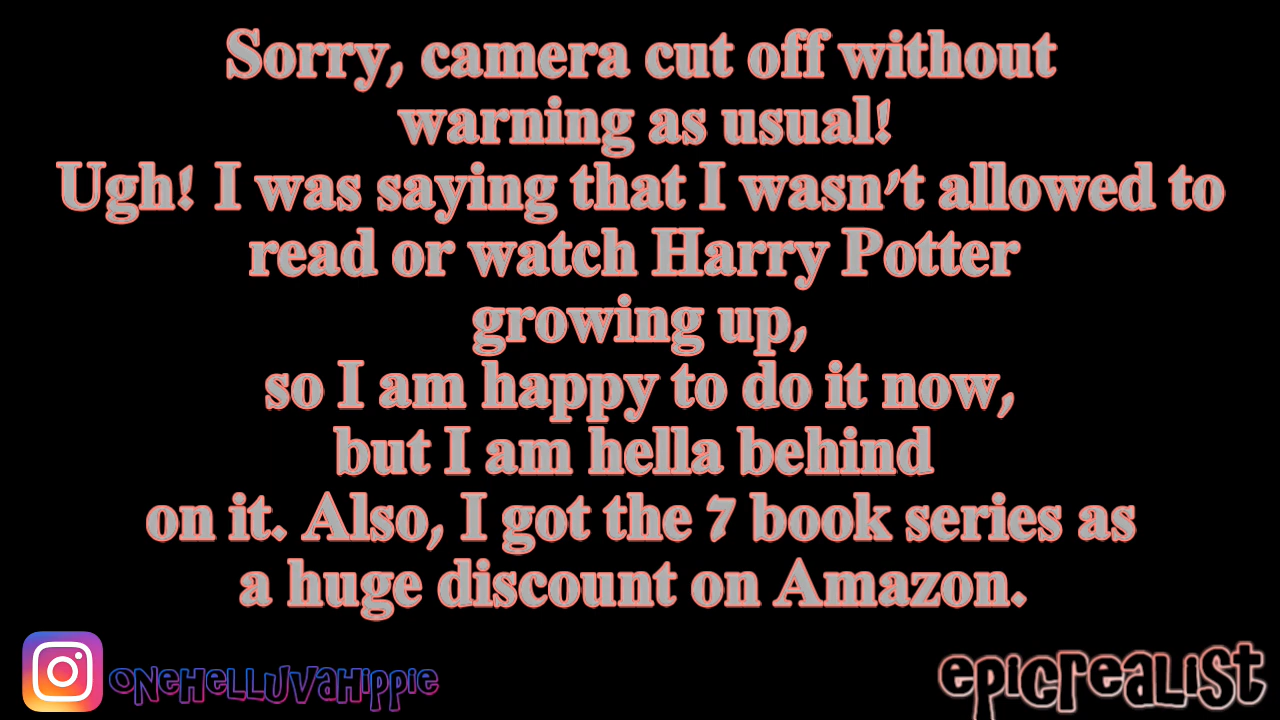 Sorry, camera cut off without
warning as usual!
Ugh! I was saying that I wasn't allowed to
read or watch Harry Potter
growing up,
so I am happy to do it now,
but I am hella behind
on it. Also, I got the 7 book series as
a huge discount on Amazon.
oNeHeLLUVaHippie
epicrealist